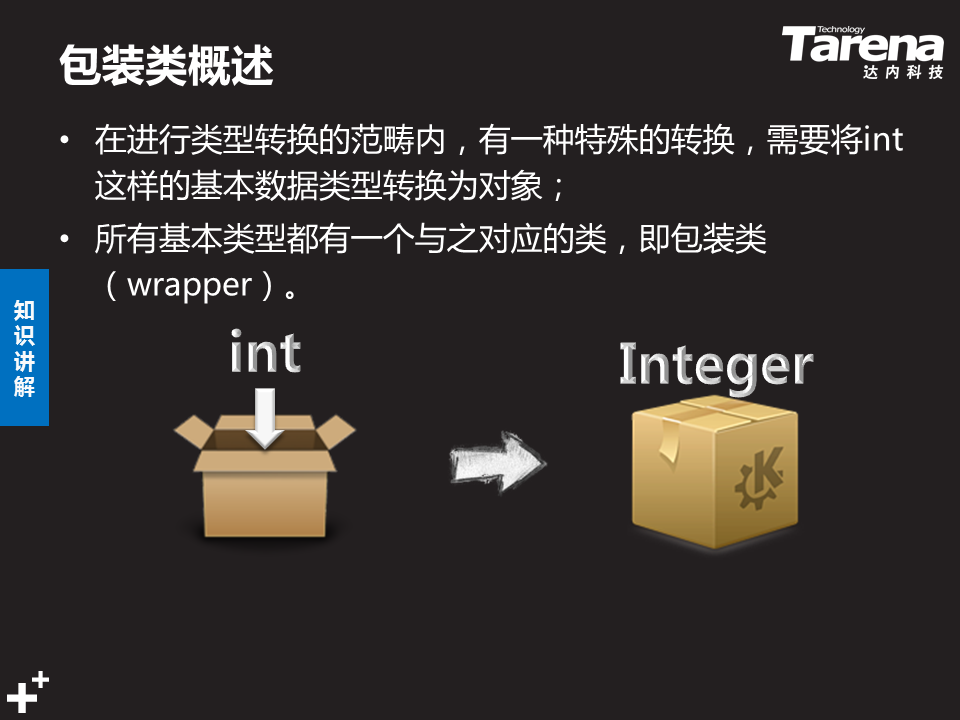 包装类概述
Technology
Tarena
达内科技
• 在进行类型转换的范畴内，有一种特殊的转换，需要将int
这样的基本数据类型转换为对象；
• 所有基本类型都有一个与之对应的类，即包装类
（wrapper）。
知
识
讲
解
int
Integer
K